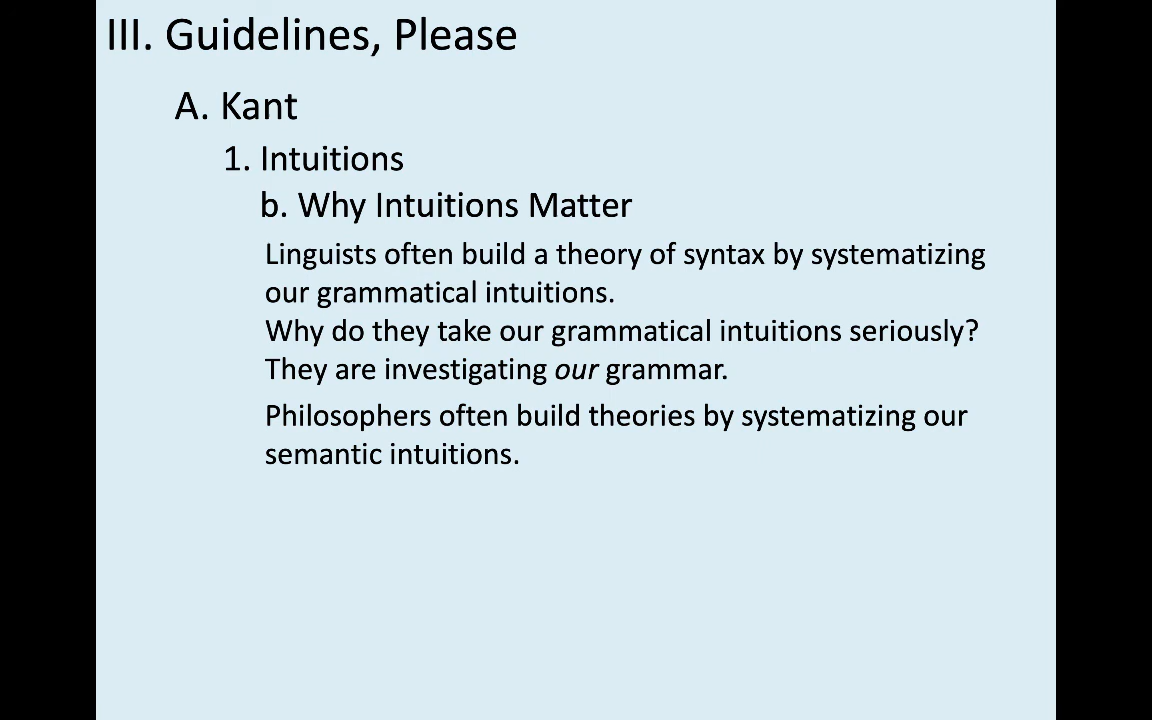 III. Guidelines, Please
A. Kant
1. Intuitions
b. Why Intuitions Matter
Linguists often build a theory of syntax by systematizing
our grammatical intuitions.
Why do they take our grammatical intuitions seriously?
They are investigating our grammar.
Philosophers often build theories by systematizing our
semantic intuitions.